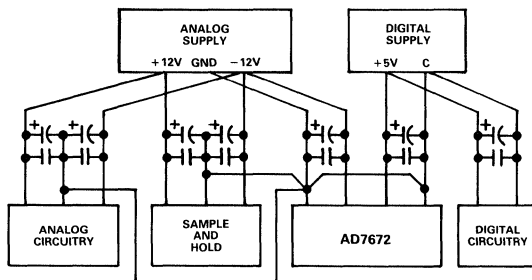 ANALOG
SUPPLY
+12V GND −12V
DIGITAL
SUPPLY
+5V C
+ + + + + +
ANALOG
CIRCUITRY
SAMPLE
AND
HOLD
AD7672
DIGITAL
CIRCUITRY